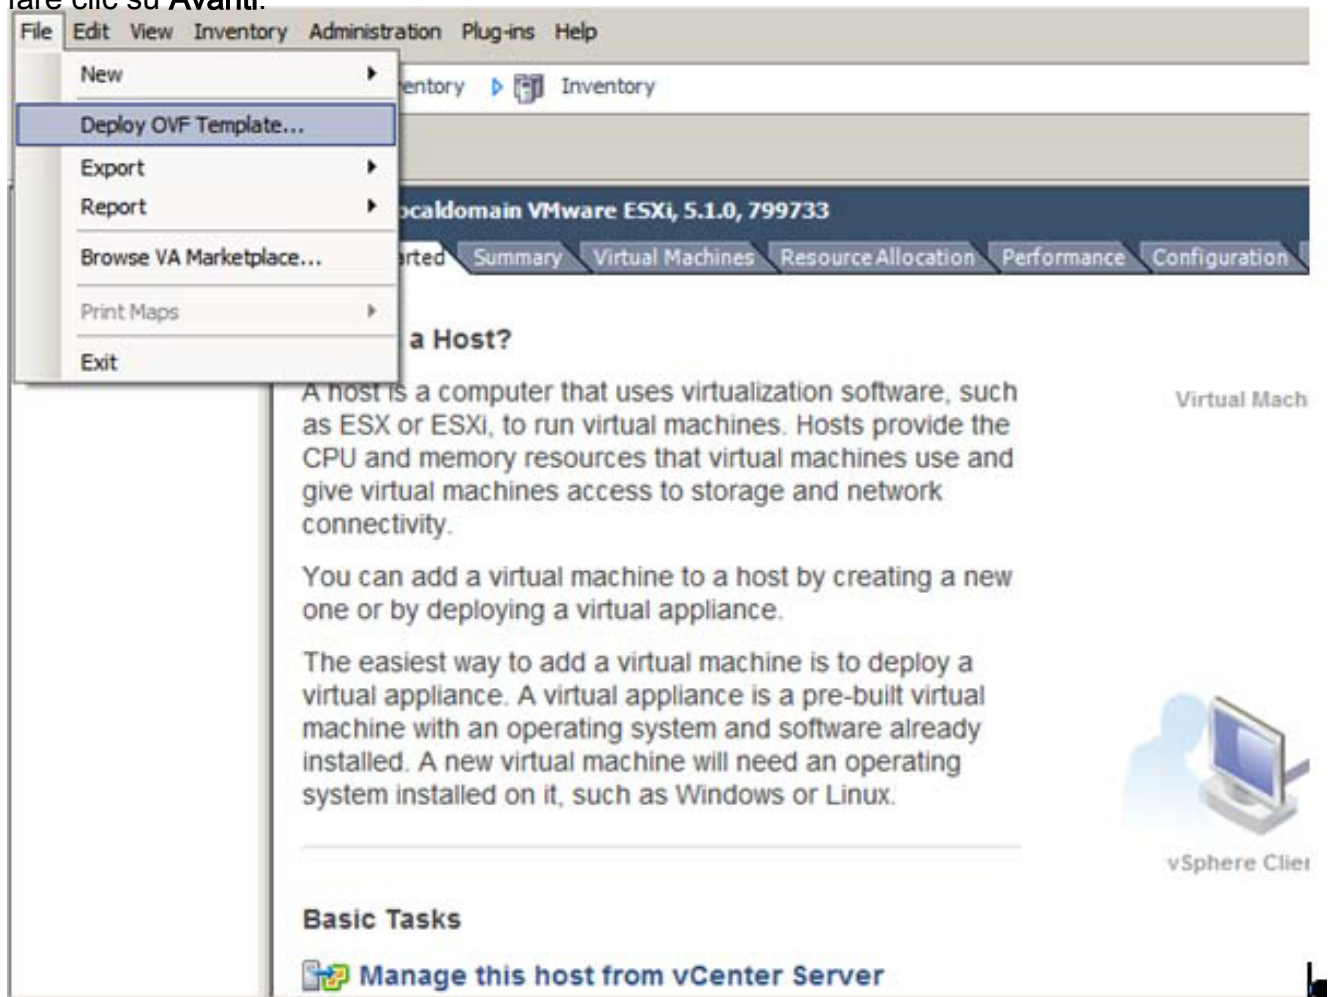 fare clic su Avanti.
File Edit View Inventory Administration Plug-ins Help
New
entory Inventory
Deploy OVF Template...
Export
Report
ocaldomain VMware ESXi, 5.1.0, 799733
Browse VA Marketplace...
rted Summary Virtual Machines Resource Allocation Performance Configuration
Print Maps
a Host?
Exit
A host is a computer that uses virtualization software, such
as ESX or ESXi, to run virtual machines. Hosts provide the
CPU and memory resources that virtual machines use and
give virtual machines access to storage and network
connectivity.
Virtual Mach
You can add a virtual machine to a host by creating a new
one or by deploying a virtual appliance.
The easiest way to add a virtual machine is to deploy a
virtual appliance. A virtual appliance is a pre-built virtual
machine with an operating system and software already
installed. A new virtual machine will need an operating
system installed on it, such as Windows or Linux.
vSphere Clier
Basic Tasks
Manage this host from vCenter Server